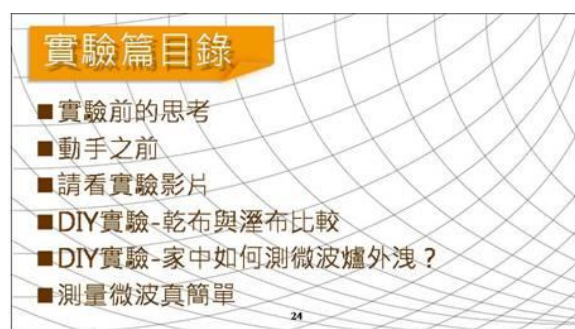 實驗篇目錄
■實驗前的思考
■動手之前
■請看實驗影片
■DIY實驗-乾布與溼布比較
■DIY實驗-家中如何測微波爐外洩？
■測量微波真簡單
24